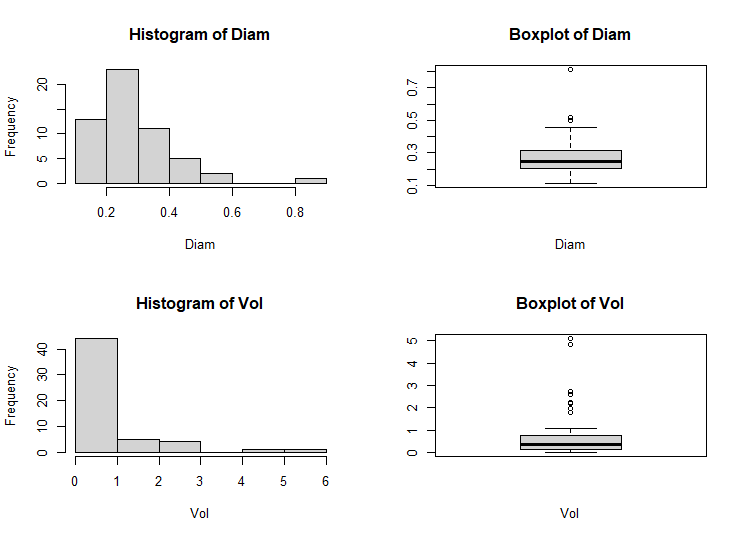 Histogram of Diam
Frequency
0 5 10 20
0.2 0.4 0.6 0.8
Diam
Boxplot of Diam
0.1 0.3 0.5 0.7
Diam
Histogram of Vol
Frequency
0 10 20 30 40
0 1 2 3 4 5 6
Vol
Boxplot of Vol
0 1 2 3 4 5
Vol